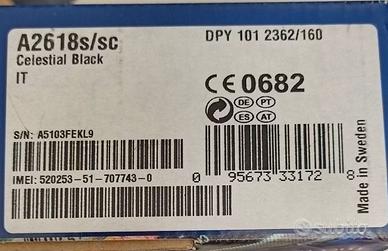 A2618s/sc
Celestial Black
IT
DPY 101 2362/160
CE 0682
DE PT
ES AT
S/N: A5103FEKL9
IMEI: 520253-51-707743-0
0 95673 33172 8
Made in Sweden
subito